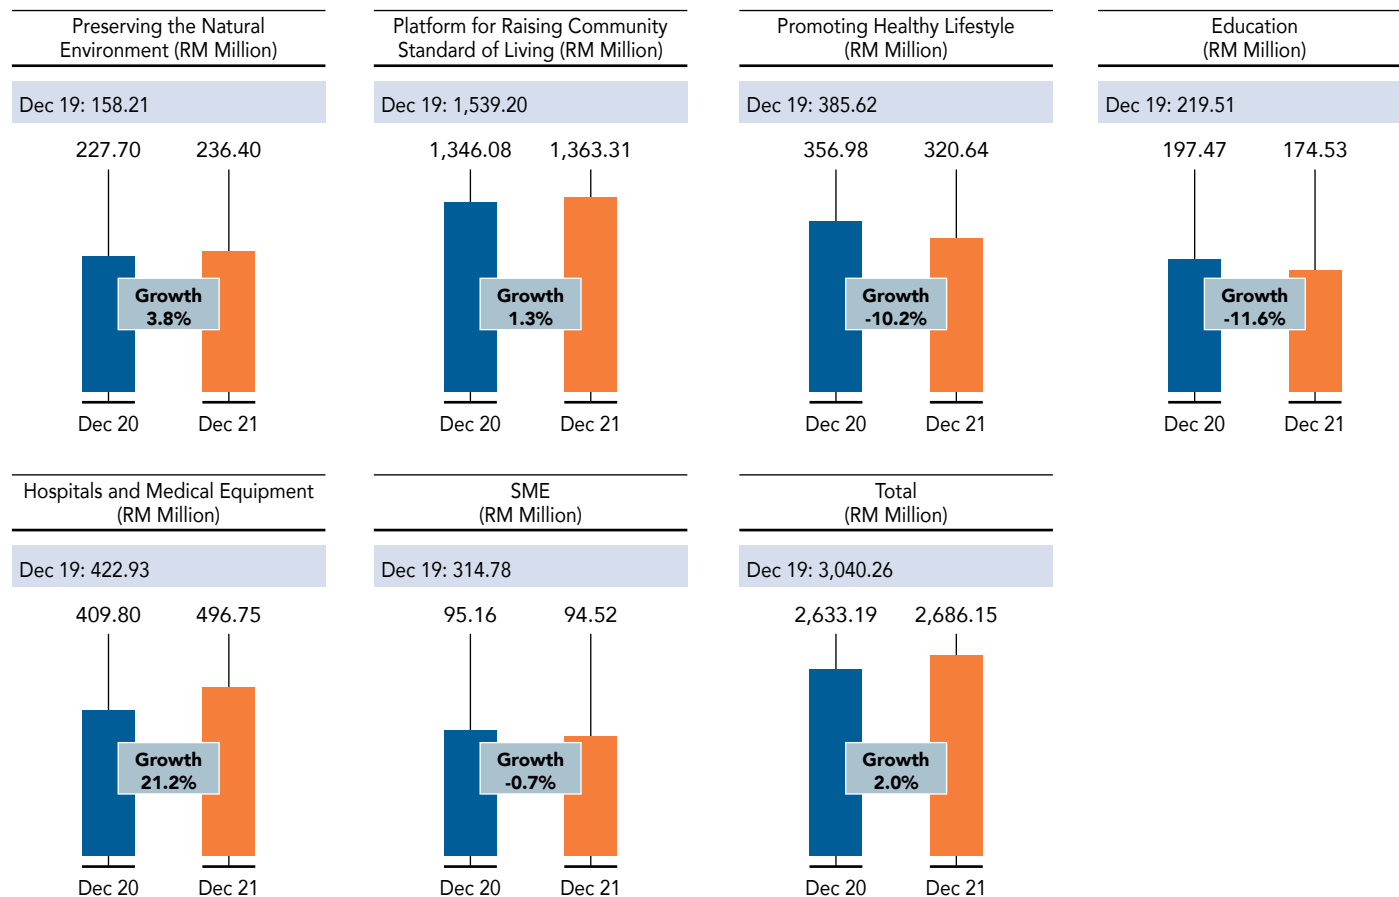 Preserving the Natural
Environment (RM Million)
Dec 19: 158.21
227.70 236.40
Growth
3.8%
Dec 20 Dec 21
Platform for Raising Community
Standard of Living (RM Million)
Dec 19: 1,539.20
1,346.08 1,363.31
Growth
1.3%
Dec 20 Dec 21
Promoting Healthy Lifestyle
(RM Million)
Dec 19: 385.62
356.98 320.64
Growth
-10.2%
Dec 20 Dec 21
Education
(RM Million)
Dec 19: 219.51
197.47 174.53
Growth
-11.6%
Dec 20 Dec 21
Hospitals and Medical Equipment
(RM Million)
Dec 19: 422.93
409.80 496.75
Growth
21.2%
Dec 20 Dec 21
SME
(RM Million)
Dec 19: 314.78
95.16 94.52
Growth
-0.7%
Dec 20 Dec 21
Total
(RM Million)
Dec 19: 3,040.26
2,633.19 2,686.15
Growth
2.0%
Dec 20 Dec 21